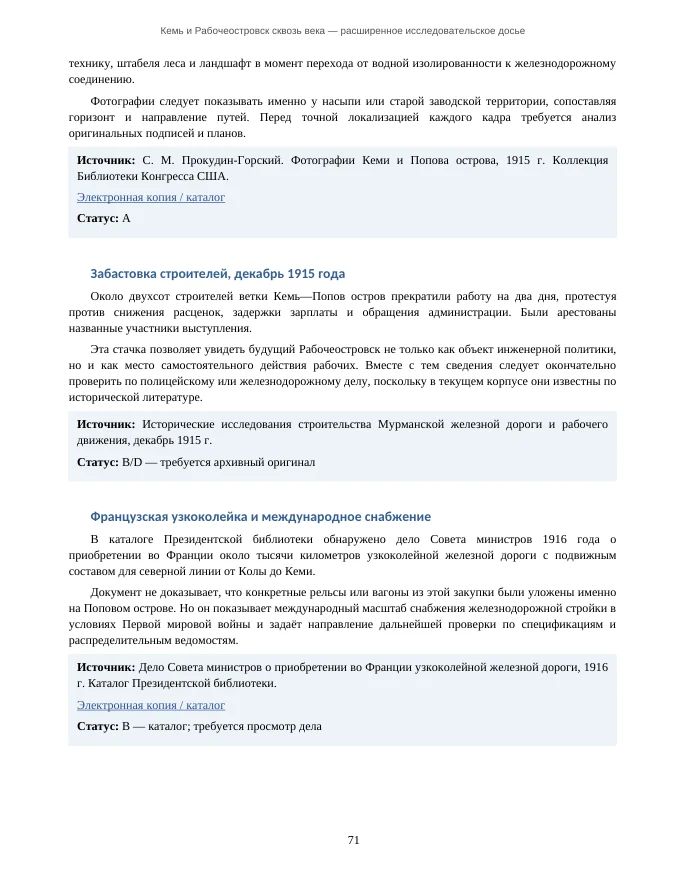 Кемь и Рабочеостровск сквозь века — расширенное исследовательское досье
технику, штабеля леса и ландшафт в момент перехода от водной изолированности к железнодорожному
соединению.
Фотографии следует показывать именно у насыпи или старой заводской территории, сопоставляя
горизонт и направление путей. Перед точной локализацией каждого кадра требуется анализ
оригинальных подписей и планов.
Источник: С. М. Прокудин-Горский. Фотографии Кеми и Попова острова, 1915 г. Коллекция
Библиотеки Конгресса США.
Электронная копия / каталог
Статус: A
Забастовка строителей, декабрь 1915 года
Около двухсот строителей ветки Кемь—Попов остров прекратили работу на два дня, протестуя
против снижения расценок, задержки зарплаты и обращения администрации. Были арестованы
названные участники выступления.
Эта стачка позволяет увидеть будущий Рабочеостровск не только как объект инженерной политики,
но и как место самостоятельного действия рабочих. Вместе с тем сведения следует окончательно
проверить по полицейскому или железнодорожному делу, поскольку в текущем корпусе они известны по
исторической литературе.
Источник: Исторические исследования строительства Мурманской железной дороги и рабочего
движения, декабрь 1915 г.
Статус: B/D — требуется архивный оригинал
Французская узкоколейка и международное снабжение
В каталоге Президентской библиотеки обнаружено дело Совета министров 1916 года о
приобретении во Франции около тысячи километров узкоколейной железной дороги с подвижным
составом для северной линии от Колы до Кеми.
Документ не доказывает, что конкретные рельсы или вагоны из этой закупки были уложены именно
на Поповом острове. Но он показывает международный масштаб снабжения железнодорожной стройки в
условиях Первой мировой войны и задаёт направление дальнейшей проверки по спецификациям и
распределительным ведомостям.
Источник: Дело Совета министров о приобретении во Франции узкоколейной железной дороги, 1916
г. Каталог Президентской библиотеки.
Электронная копия / каталог
Статус: B — каталог; требуется просмотр дела
71